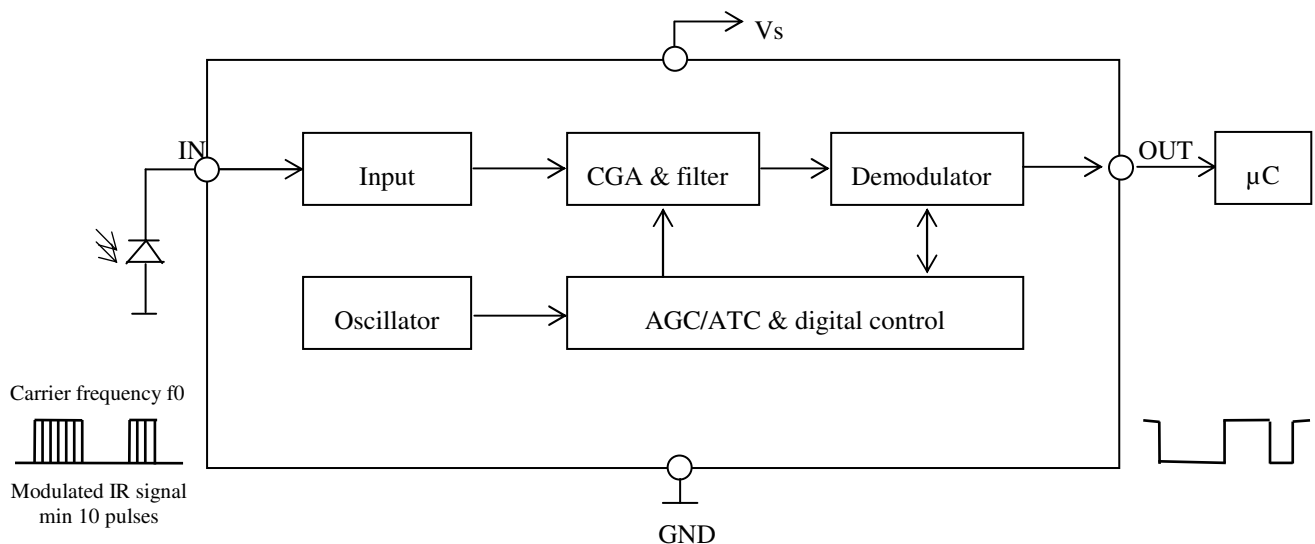 Vs
IN
Input
CGA & filter
Demodulator
OUT
µC
Oscillator
AGC/ATC & digital control
Carrier frequency f0
Modulated IR signal
min 10 pulses
GND